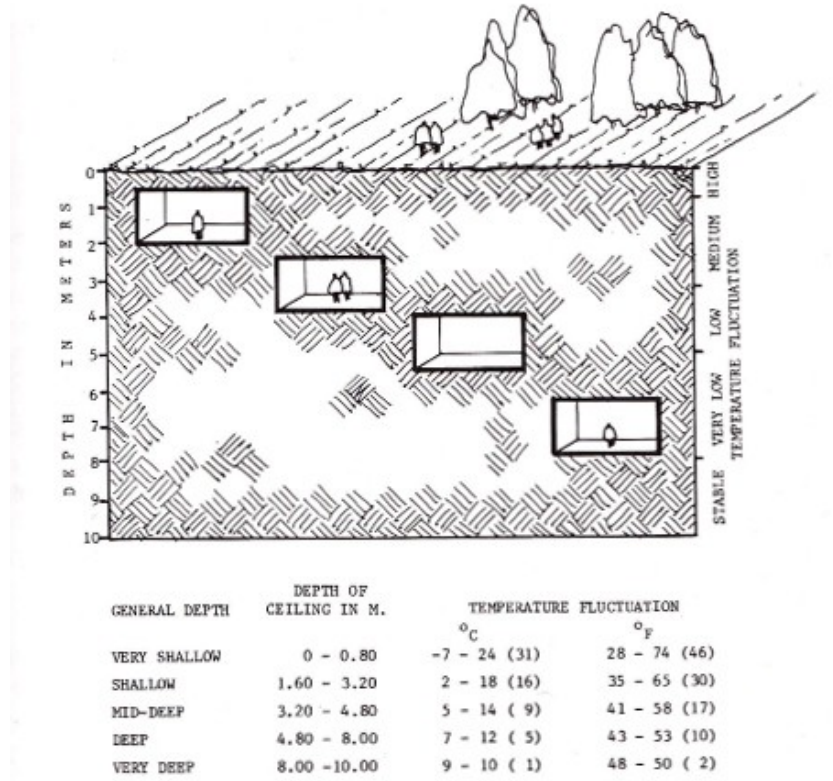 0
1
2
3
4
5
6
7
8
9
10
DEPTH IN METERS
HIGH
MEDIUM
LOW
VERY LOW
STABLE
TEMPERATURE FLUCTUATION
GENERAL DEPTH DEPTH OF CEILING IN M. TEMPERATURE FLUCTUATION
°C °F
VERY SHALLOW 0 - 0.80 -7 - 24 (31) 28 - 74 (46)
SHALLOW 1.60 - 3.20 2 - 18 (16) 35 - 65 (30)
MID-DEEP 3.20 - 4.80 5 - 14 ( 9) 41 - 58 (17)
DEEP 4.80 - 8.00 7 - 12 ( 5) 43 - 53 (10)
VERY DEEP 8.00 -10.00 9 - 10 ( 1) 48 - 50 ( 2)